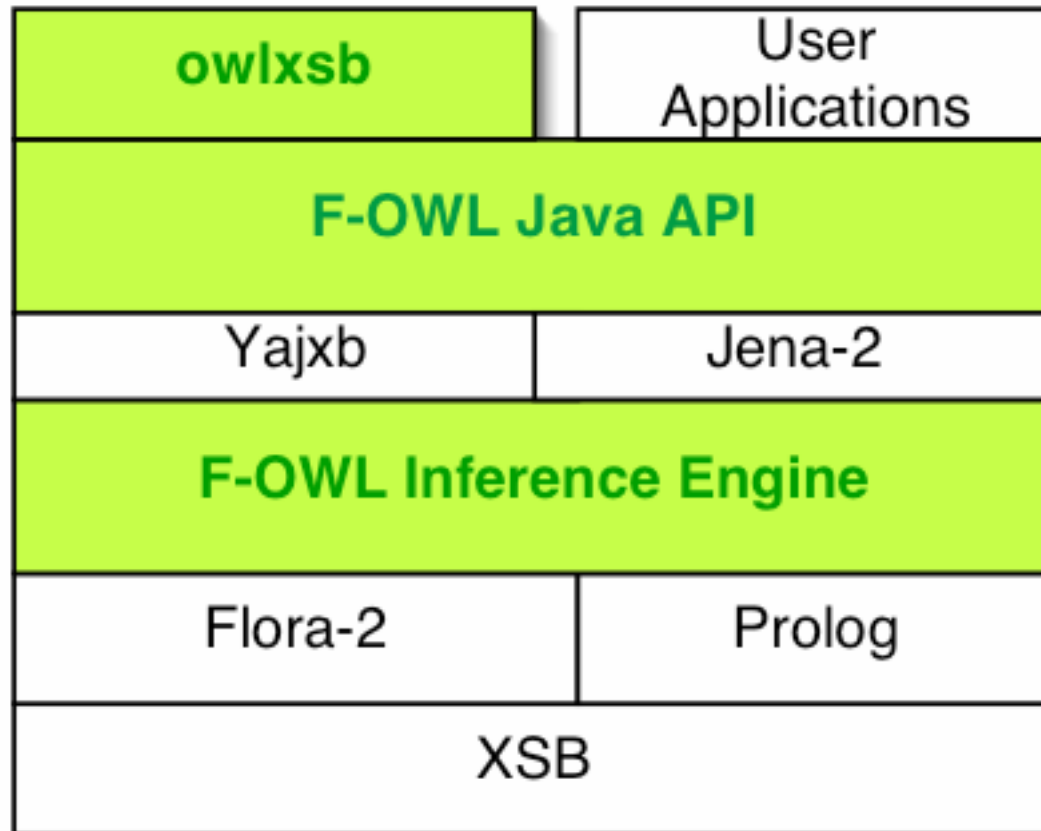 owlxsb
User
Applications
F-OWL Java API
Yajxb
Jena-2
F-OWL Inference Engine
Flora-2
Prolog
XSB